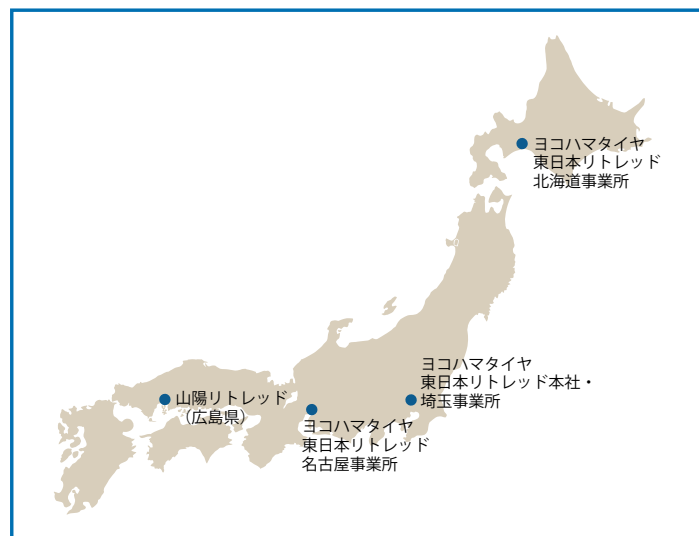 ヨコハマタイヤ
東日本リトレッド
北海道事業所
ヨコハマタイヤ
東日本リトレッド本社・
埼玉事業所
山陽リトレッド
（広島県）
ヨコハマタイヤ
東日本リトレッド
名古屋事業所